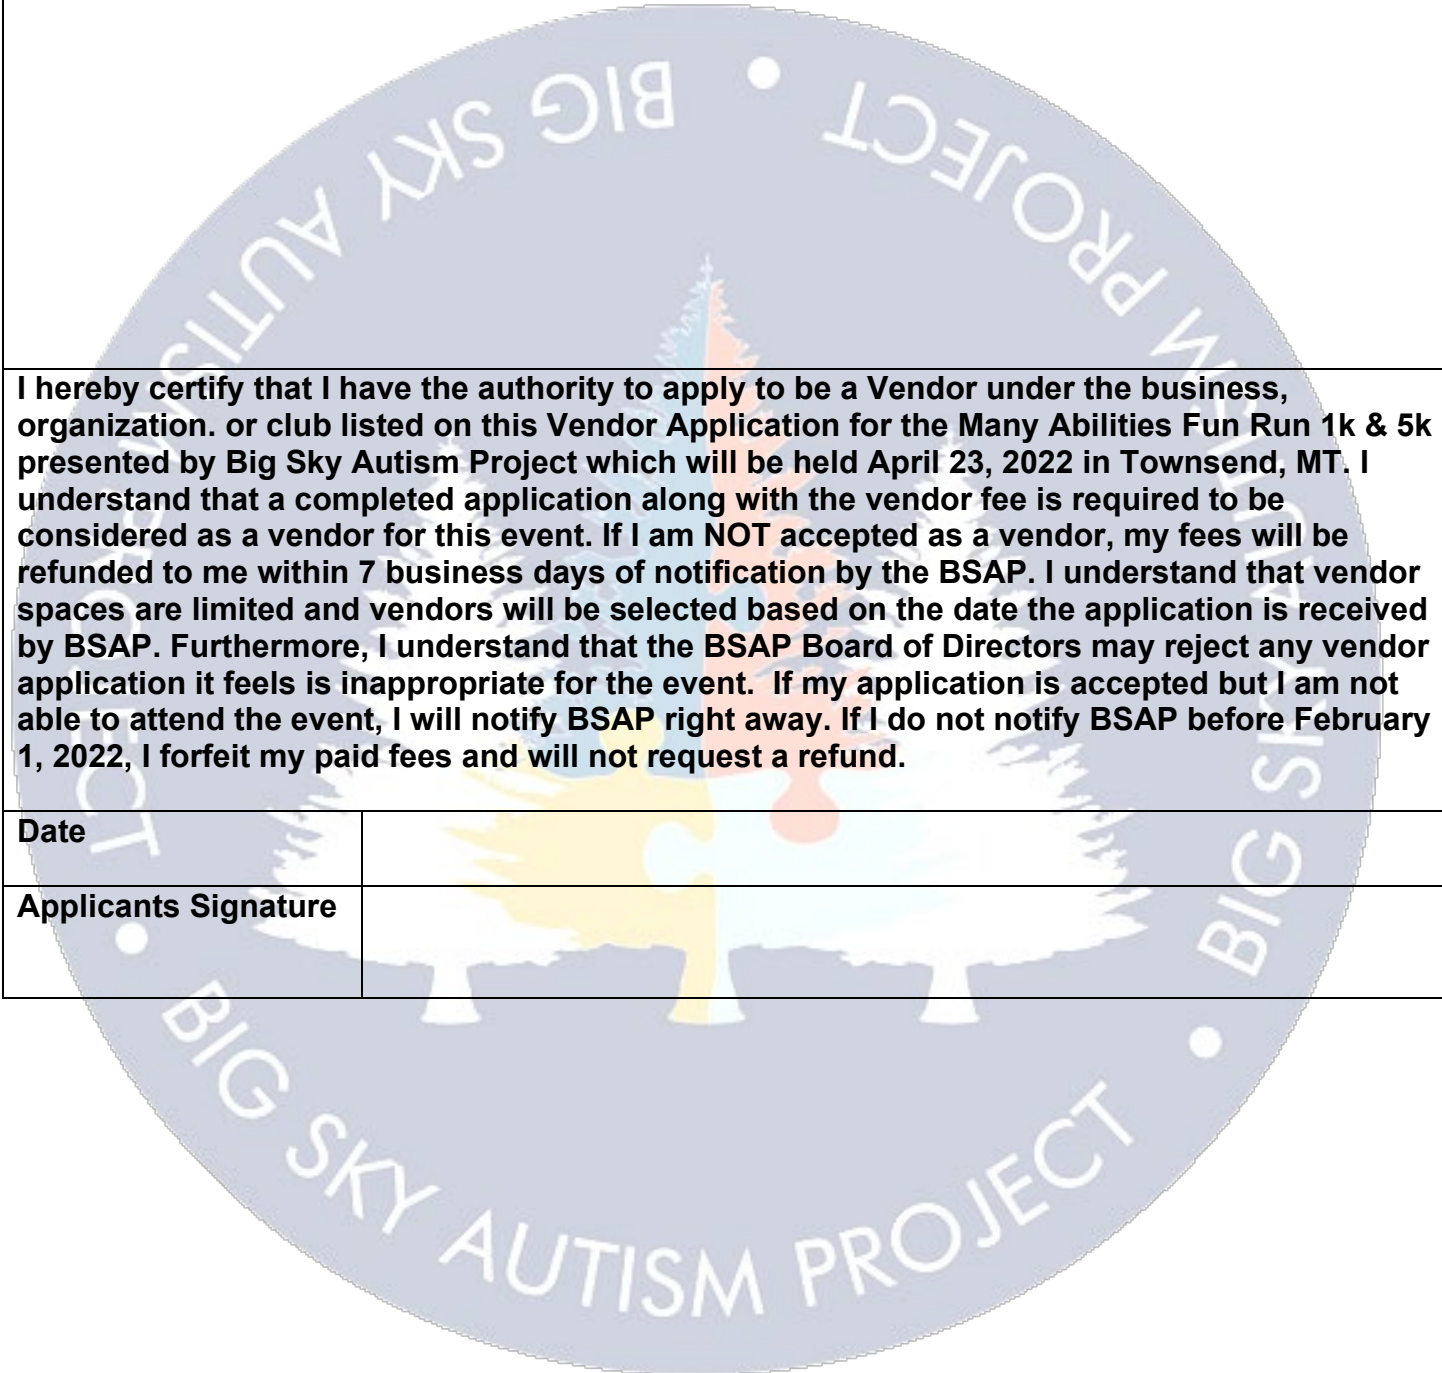 BIG SKY AUTISM PROJECT • BIG SKY AUTISM PROJECT • BIG SKY AUTISM PROJECT •
I hereby certify that I have the authority to apply to be a Vendor under the business,
organization. or club listed on this Vendor Application for the Many Abilities Fun Run 1k & 5k
presented by Big Sky Autism Project which will be held April 23, 2022 in Townsend, MT. I
understand that a completed application along with the vendor fee is required to be
considered as a vendor for this event. If I am NOT accepted as a vendor, my fees will be
refunded to me within 7 business days of notification by the BSAP. I understand that vendor
spaces are limited and vendors will be selected based on the date the application is received
by BSAP. Furthermore, I understand that the BSAP Board of Directors may reject any vendor
application it feels is inappropriate for the event.  If my application is accepted but I am not
able to attend the event, I will notify BSAP right away. If I do not notify BSAP before February
1, 2022, I forfeit my paid fees and will not request a refund.
Date
Applicants Signature